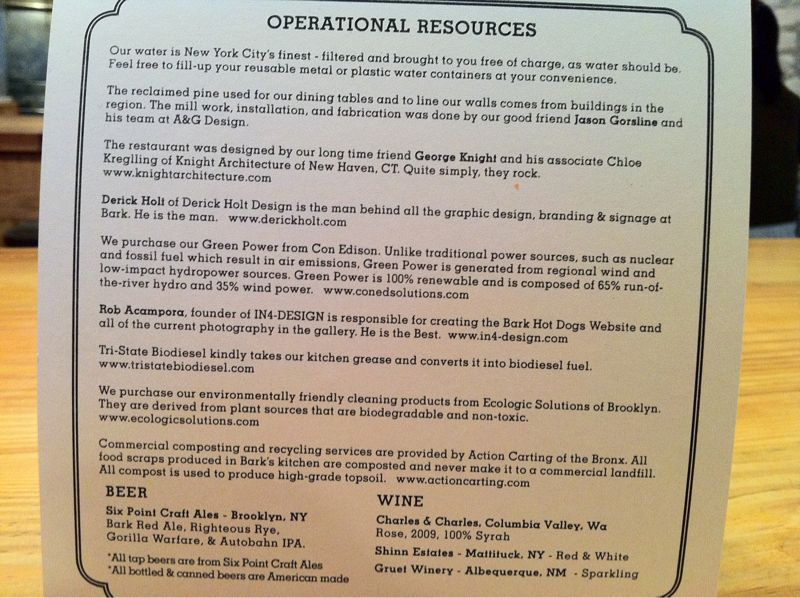 OPERATIONAL RESOURCES
Our water is New York City's finest - filtered and brought to you free of charge, as water should be.
Feel free to fill-up your reusable metal or plastic water containers at your convenience.
The reclaimed pine used for our dining tables and to line our walls comes from buildings in the
region. The mill work, installation, and fabrication was done by our good friend Jason Gorsline and
his team at A&G Design.
The restaurant was designed by our long time friend George Knight and his associate Chloe
Kreglling of Knight Architecture of New Haven, CT. Quite simply, they rock.
www.knightarchitecture.com
Derick Holt of Derick Holt Design is the man behind all the graphic design, branding & signage at
Bark. He is the man. www.derickholt.com
We purchase our Green Power from Con Edison. Unlike traditional power sources, such as nuclear
and fossil fuel which result in air emissions, Green Power is generated from regional wind and
low-impact hydropower sources. Green Power is 100% renewable and is composed of 65% run-of-
the-river hydro and 35% wind power. www.conedsolutions.com
Rob Acampora, founder of IN4-DESIGN is responsible for creating the Bark Hot Dogs Website and
all of the current photography in the gallery. He is the Best. www.in4-design.com
Tri-State Biodiesel kindly takes our kitchen grease and converts it into biodiesel fuel.
www.tristatebiodiesel.com
We purchase our environmentally friendly cleaning products from Ecologic Solutions of Brooklyn.
They are derived from plant sources that are biodegradable and non-toxic.
www.ecologicsolutions.com
Commercial composting and recycling services are provided by Action Carting of the Bronx. All
food scraps produced in Bark's kitchen are composted and never make it to a commercial landfill.
All compost is used to produce high-grade topsoil. www.actioncarting.com
BEER
Six Point Craft Ales - Brooklyn, NY
Bark Red Ale, Righteous Rye,
Gorilla Warfare, & Autobahn IPA.
*All tap beers are from Six Point Craft Ales
*All bottled & canned beers are American made
WINE
Charles & Charles, Columbia Valley, Wa
Rose, 2009, 100% Syrah
Shinn Estates - Mattituck, NY - Red & White
Gruet Winery - Albequerque, NM - Sparkling